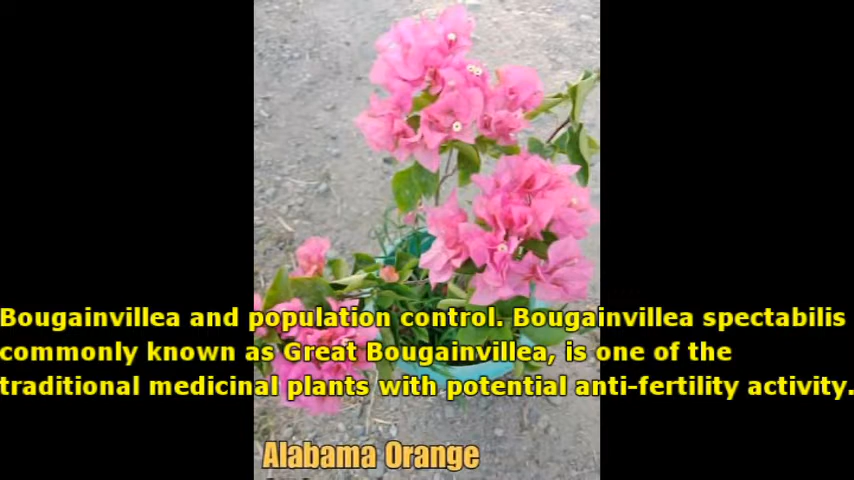 Bougainvillea and population control. Bougainvillea spectabilis
commonly known as Great Bougainvillea, is one of the
traditional medicinal plants with potential anti-fertility activity.
Alabama Orange